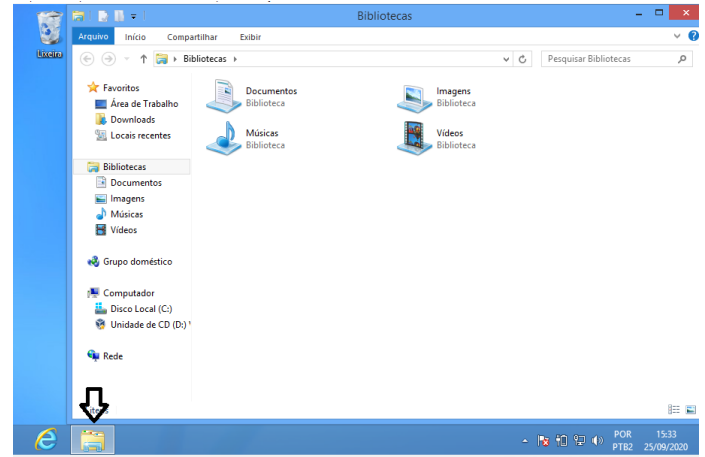 Bibliotecas
Arquivo Início Compartilhar Exibir
Lixeira
Bibliotecas
Pesquisar Bibliotecas
Favoritos
Área de Trabalho
Downloads
Locais recentes
Bibliotecas
Documentos
Imagens
Músicas
Vídeos
Grupo doméstico
Computador
Disco Local (C:)
Unidade de CD (D:)
Rede
Documentos
Biblioteca
Imagens
Biblioteca
Músicas
Biblioteca
Vídeos
Biblioteca
itens
POR
PTB2
15:33
25/09/2020